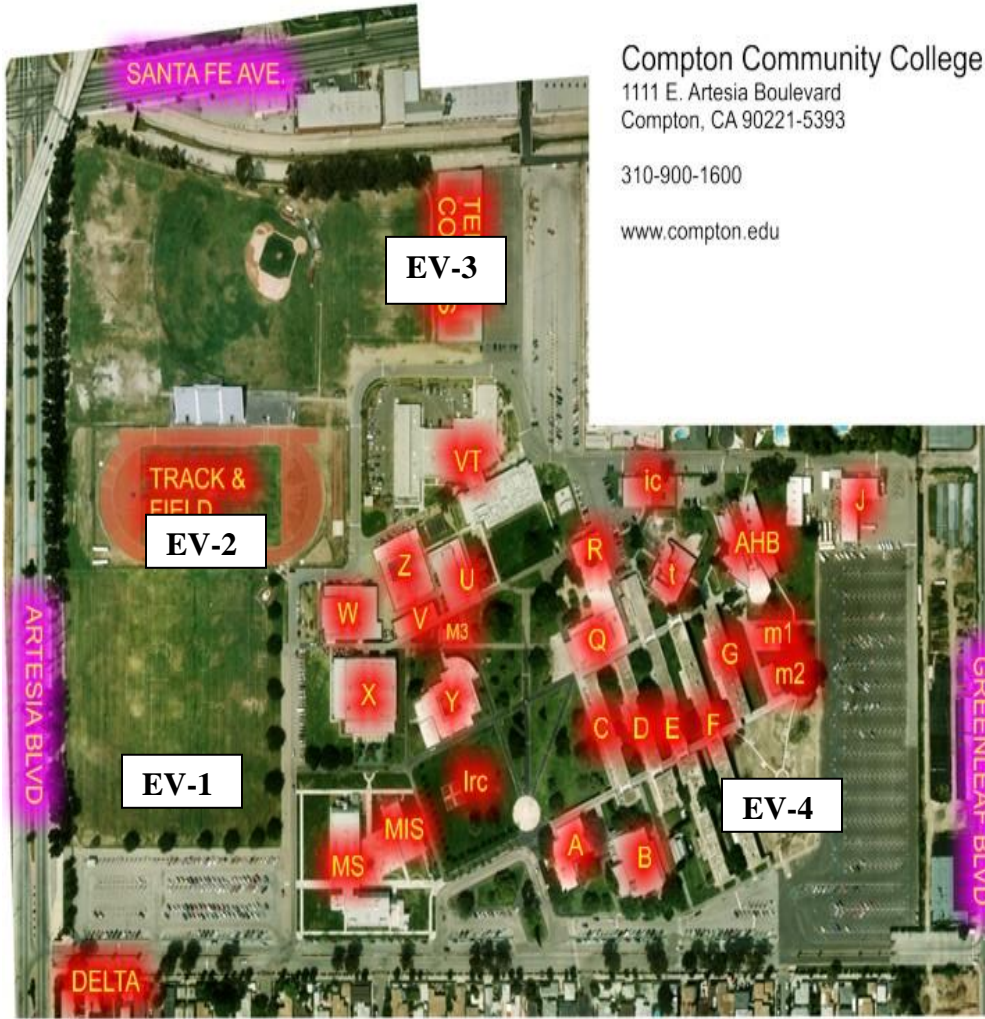 Compton Community College
1111 E. Artesia Boulevard
Compton, CA 90221-5393
310-900-1600
www.compton.edu
SANTA FE AVE.
EV-3
VT
ic
J
TRACK &
FIELD
EV-2
R
AHB
t
Z
U
W
V
M3
Q
m1
G
m2
X
Y
C
D
E
F
ARTESIA BLVD
GREENLEAF BLVD
EV-1
lrc
EV-4
MIS
MS
A
B
DELTA